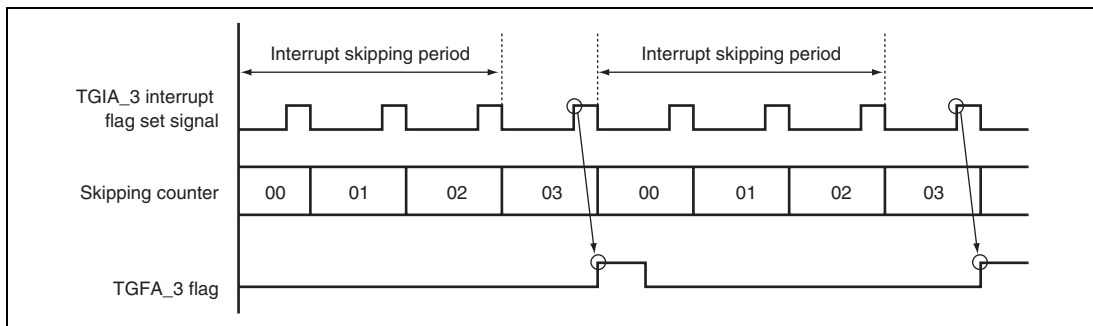 Interrupt skipping period
Interrupt skipping period
TGIA_3 interrupt
flag set signal
Skipping counter
00 01 02 03 00 01 02 03
TGFA_3 flag